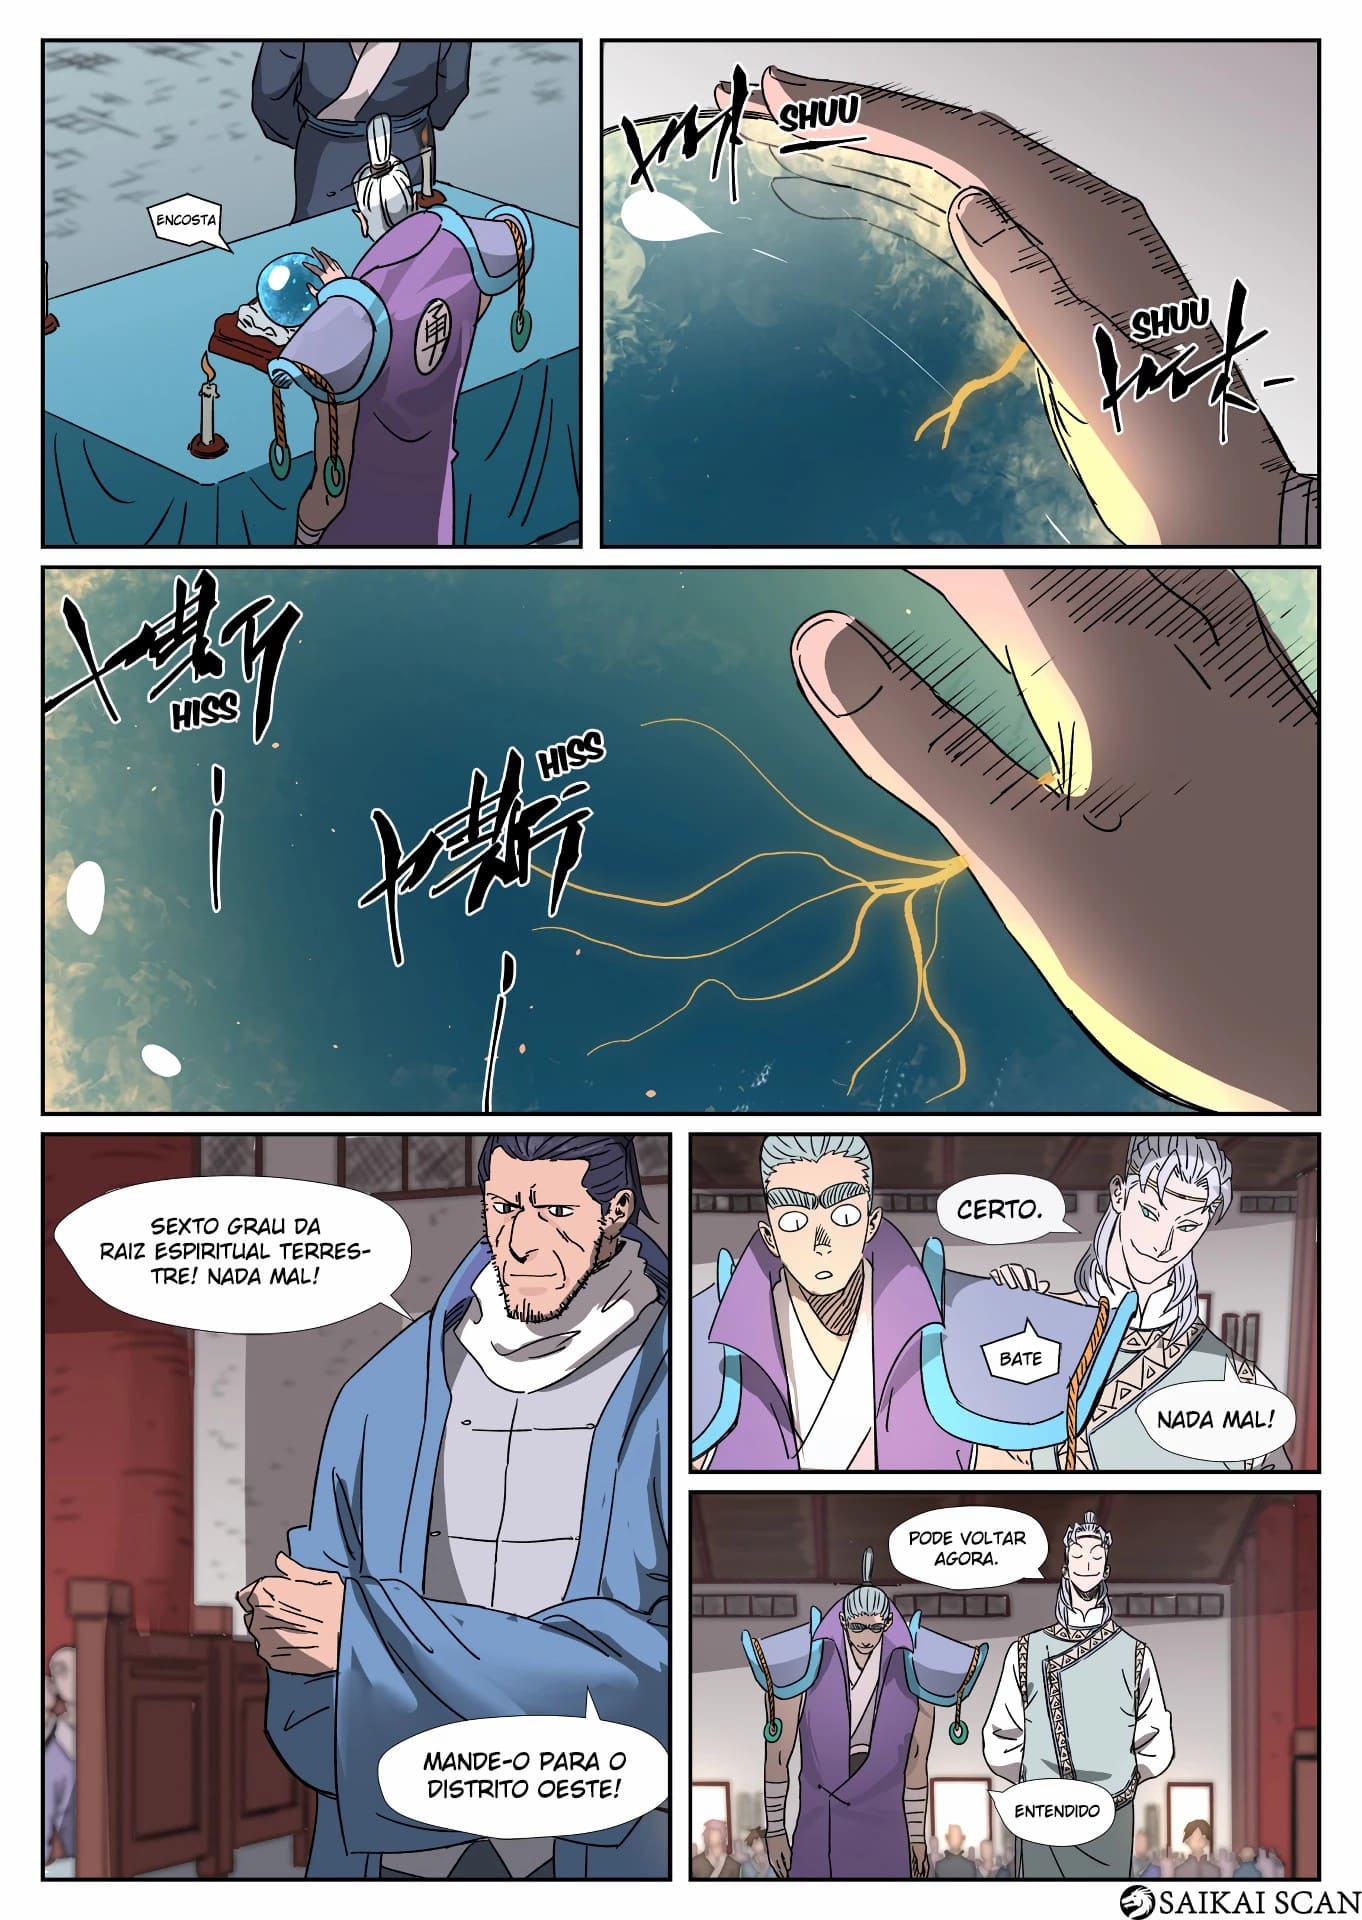 ENCOSTA
勇
SHUU
SHUU
HISS
HISS
SEXTO GRAU DA
RAIZ ESPIRITUAL TERRES-
TRE! NADA MAL!
MANDE-O PARA O
DISTRITO OESTE!
CERTO.
BATE
NADA MAL!
PODE VOLTAR
AGORA.
ENTENDIDO
SAIKAI SCAN